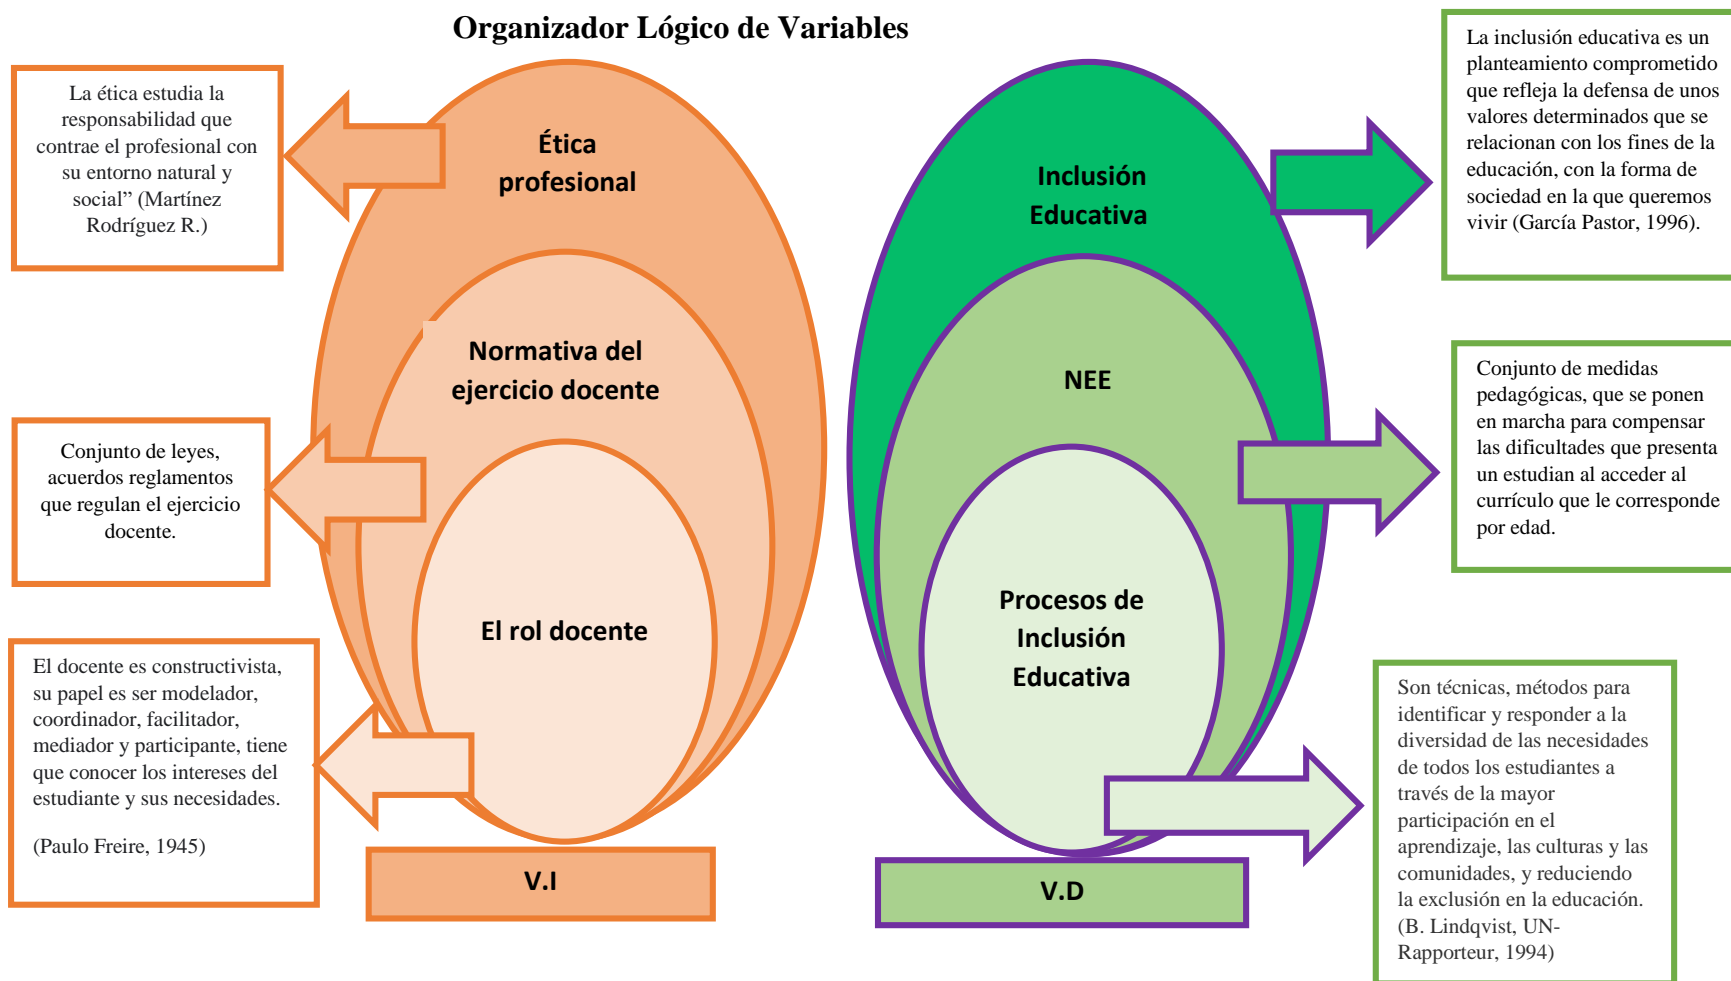 Organizador Lógico de Variables
La ética estudia la
responsabilidad que
contrae el profesional con
su entorno natural y
social” (Martínez
Rodríguez R.)
Conjunto de leyes,
acuerdos reglamentos
que regulan el ejercicio
docente.
El docente es constructivista,
su papel es ser modelador,
coordinador, facilitador,
mediador y participante, tiene
que conocer los intereses del
estudiante y sus necesidades.
(Paulo Freire, 1945)
Ética
profesional
Normativa del
ejercicio docente
El rol docente
V.I
Inclusión
Educativa
NEE
Procesos de
Inclusión
Educativa
V.D
La inclusión educativa es un
planteamiento comprometido
que refleja la defensa de unos
valores determinados que se
relacionan con los fines de la
educación, con la forma de
sociedad en la que queremos
vivir (García Pastor, 1996).
Conjunto de medidas
pedagógicas, que se ponen
en marcha para compensar
las dificultades que presenta
un estudian al acceder al
currículo que le corresponde
por edad.
Son técnicas, métodos para
identificar y responder a la
diversidad de las necesidades
de todos los estudiantes a
través de la mayor
participación en el
aprendizaje, las culturas y las
comunidades, y reduciendo
la exclusión en la educación.
(B. Lindqvist, UN-
Rapporteur, 1994)